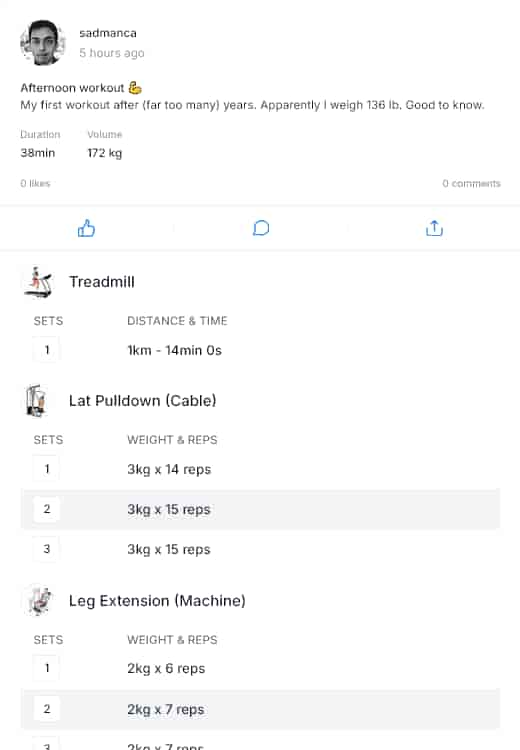 sadmanca
5 hours ago
Afternoon workout 💪
My first workout after (far too many) years. Apparently I weigh 136 lb. Good to know.
Duration Volume
38min 172 kg
0 likes 0 comments
Treadmill
SETS DISTANCE & TIME
1 1km - 14min 0s
Lat Pulldown (Cable)
SETS WEIGHT & REPS
1 3kg x 14 reps
2 3kg x 15 reps
3 3kg x 15 reps
Leg Extension (Machine)
SETS WEIGHT & REPS
1 2kg x 6 reps
2 2kg x 7 reps
3 2kg x 7 reps